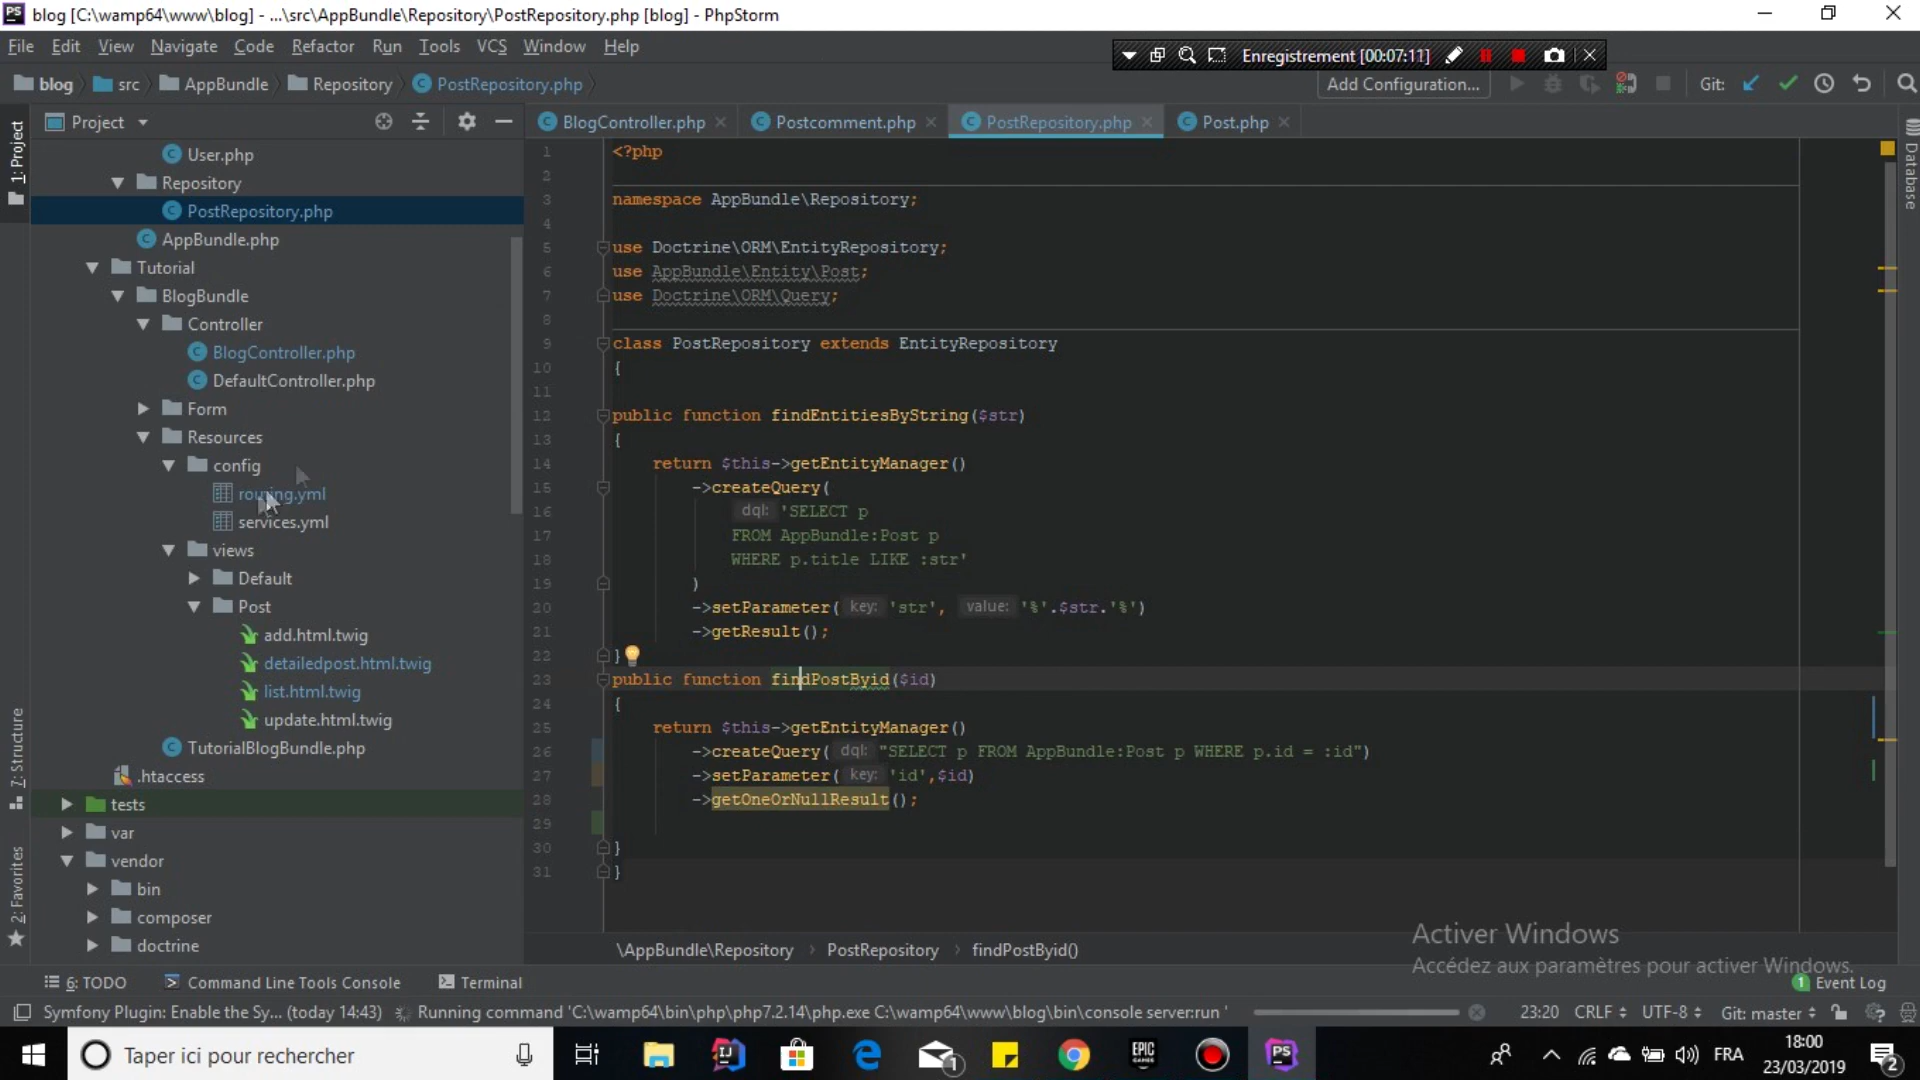 blog [C:\wamp64\www\blog] - ...\src\AppBundle\Repository\PostRepository.php [blog] - PhpStorm
File Edit View Navigate Code Refactor Run Tools VCS Window Help
Enregistrement [00:07:11]
blog src AppBundle Repository PostRepository.php
Add Configuration...
Git:
Project
BlogController.php Postcomment.php PostRepository.php Post.php
1: Project
7: Structure
2: Favorites
Database
User.php
Repository
PostRepository.php
AppBundle.php
Tutorial
BlogBundle
Controller
BlogController.php
DefaultController.php
Form
Resources
config
routing.yml
services.yml
views
Default
Post
add.html.twig
detailedpost.html.twig
list.html.twig
update.html.twig
TutorialBlogBundle.php
.htaccess
tests
var
vendor
bin
composer
doctrine
1 <?php
2
3 namespace AppBundle\Repository;
4
5 use Doctrine\ORM\EntityRepository;
6 use AppBundle\Entity\Post;
7 use Doctrine\ORM\Query;
8
9 class PostRepository extends EntityRepository
10 {
11
12 public function findEntitiesByString($str)
13 {
14 return $this->getEntityManager()
15 ->createQuery(
16 dql: 'SELECT p
17 FROM AppBundle:Post p
18 WHERE p.title LIKE :str'
19 )
20 ->setParameter( key: 'str', value: '%'.$str.'%')
21 ->getResult();
22 }
23 public function findPostByid($id)
24 {
25 return $this->getEntityManager()
26 ->createQuery( dql: "SELECT p FROM AppBundle:Post p WHERE p.id = :id")
27 ->setParameter( key: 'id',$id)
28 ->getOneOrNullResult();
29
30 }
31 }
\AppBundle\Repository PostRepository findPostByid()
Activer Windows
Accédez aux paramètres pour activer Windows.
6: TODO Command Line Tools Console Terminal
1 Event Log
Symfony Plugin: Enable the Sy... (today 14:43) Running command 'C:\wamp64\bin\php\php7.2.14\php.exe C:\wamp64\www\blog\bin\console server:run '
23:20 CRLF UTF-8 Git: master
Taper ici pour rechercher
1
EPIC GAMES
PS
FRA
18:00
23/03/2019
2